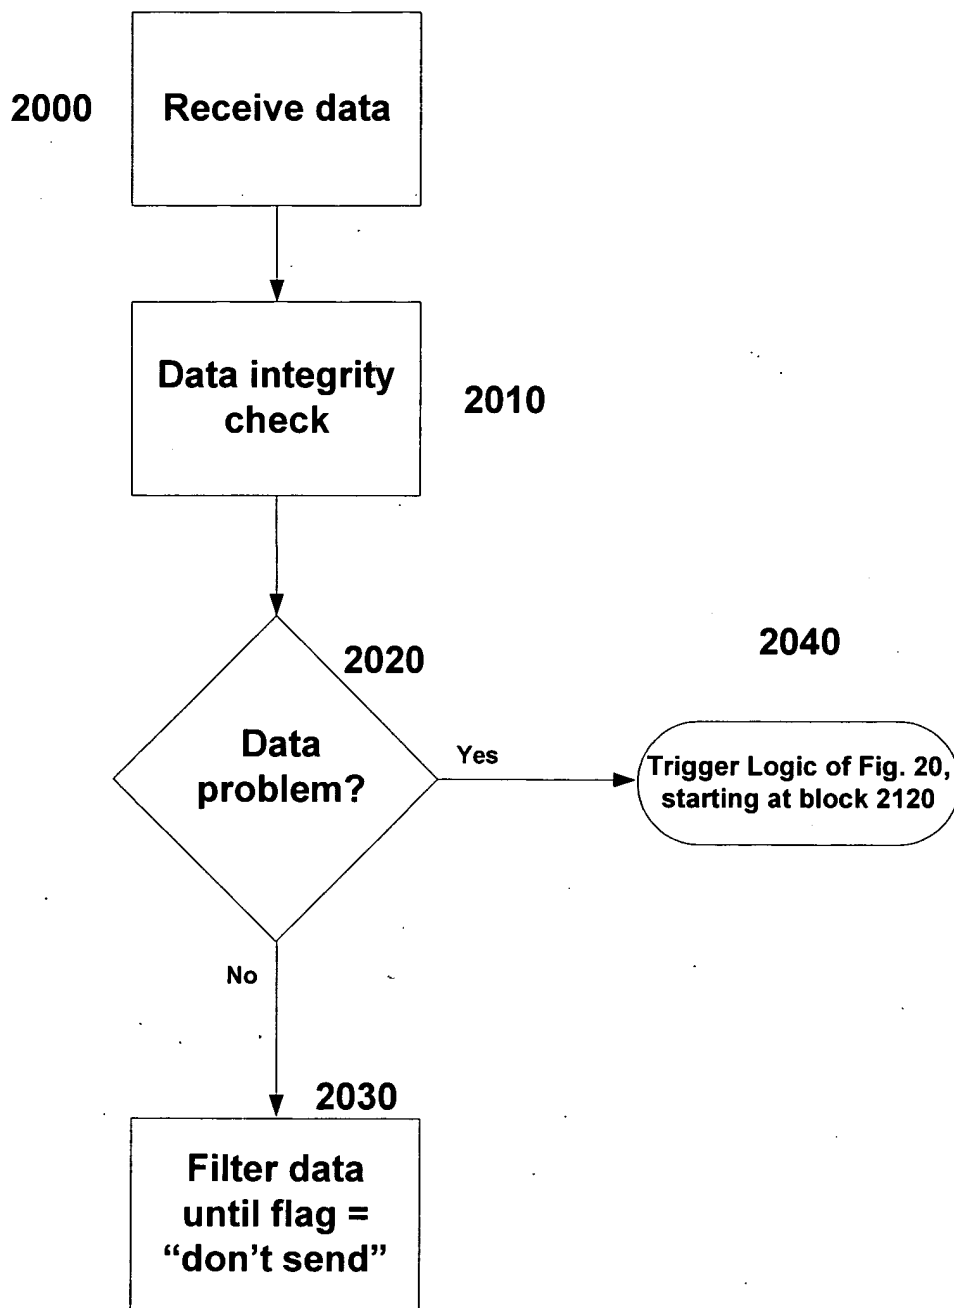 2000
Receive data
Data integrity
check
2010
2020
2040
Data
problem?
Yes
Trigger Logic of Fig. 20,
starting at block 2120
No
2030
Filter data
until flag =
“don’t send”